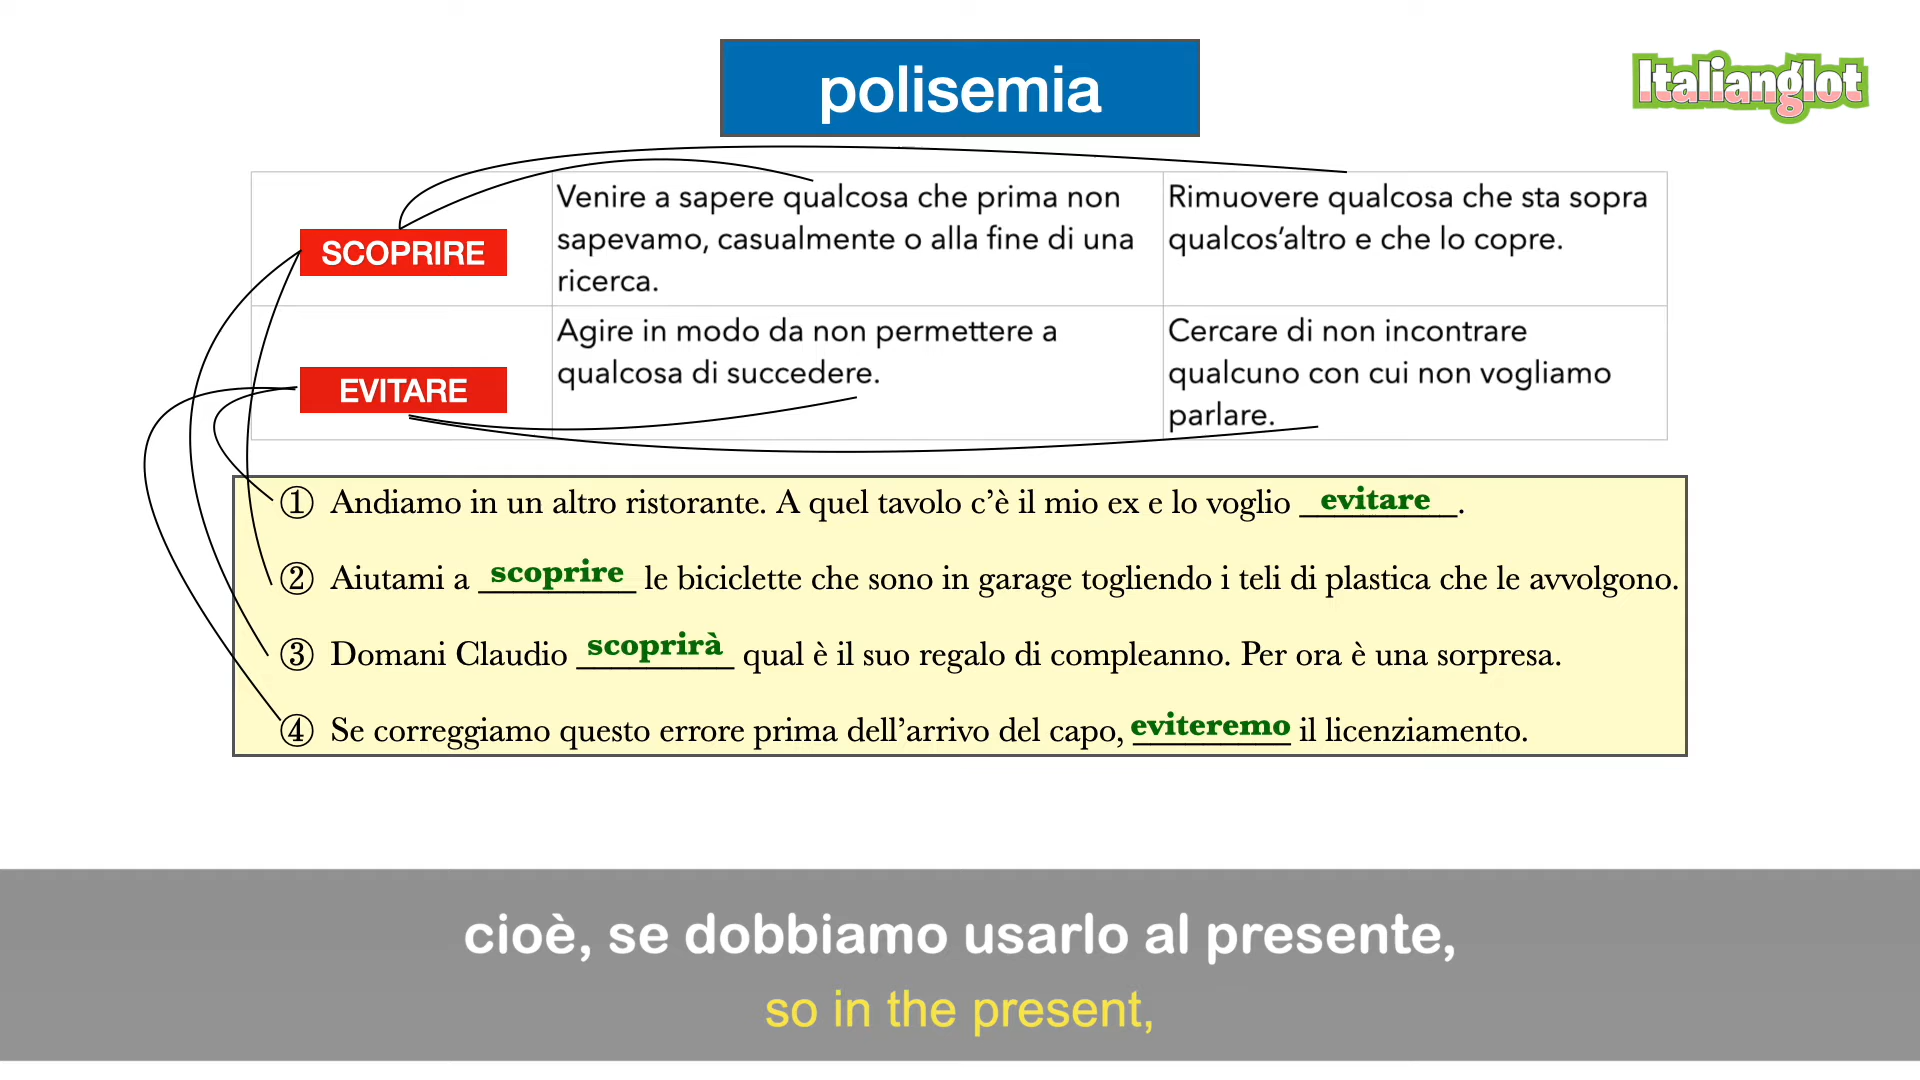 polisemia
Italianglot
SCOPRIRE
Venire a sapere qualcosa che prima non
sapevamo, casualmente o alla fine di una
ricerca.
Rimuovere qualcosa che sta sopra
qualcos’altro e che lo copre.
EVITARE
Agire in modo da non permettere a
qualcosa di succedere.
Cercare di non incontrare
qualcuno con cui non vogliamo
parlare.
① Andiamo in un altro ristorante. A quel tavolo c’è il mio ex e lo voglio evitare.
② Aiutami a scoprire le biciclette che sono in garage togliendo i teli di plastica che le avvolgono.
③ Domani Claudio scoprirà qual è il suo regalo di compleanno. Per ora è una sorpresa.
④ Se correggiamo questo errore prima dell’arrivo del capo, eviteremo il licenziamento.
cioè, se dobbiamo usarlo al presente,
so in the present,